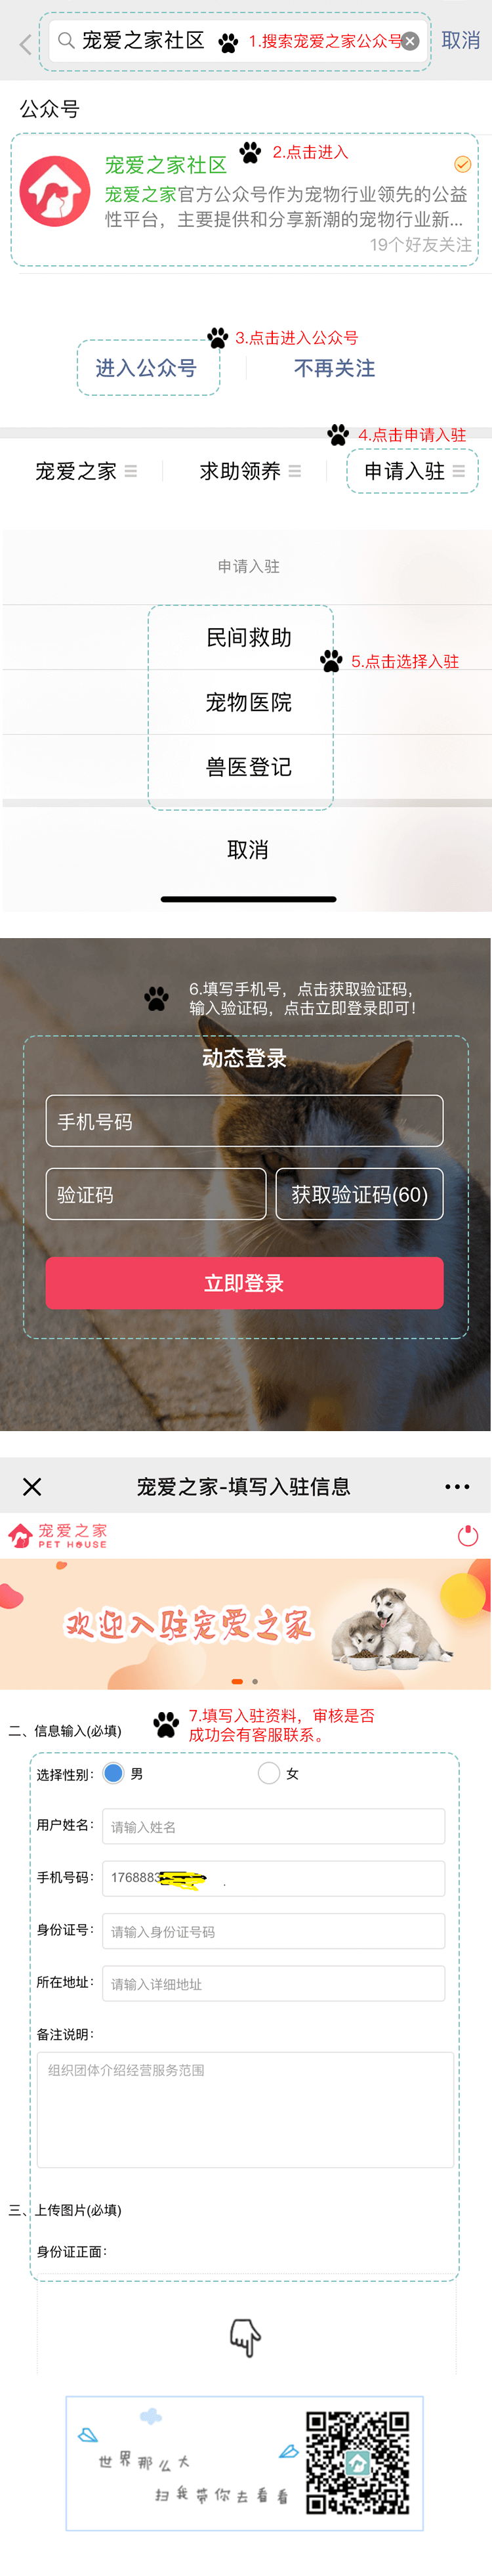 宠爱之家社区
1.搜索宠爱之家公众号
取消
公众号
宠爱之家社区
2.点击进入
宠爱之家官方公众号作为宠物行业领先的公益
性平台，主要提供和分享新潮的宠物行业新...
19个好友关注
3.点击进入公众号
进入公众号
不再关注
4.点击申请入驻
宠爱之家
求助领养
申请入驻
申请入驻
民间救助
5.点击选择入驻
宠物医院
兽医登记
取消
6.填写手机号，点击获取验证码，
输入验证码，点击立即登录即可！
动态登录
手机号码
验证码
获取验证码(60)
立即登录
宠爱之家-填写入驻信息
宠爱之家
PET HOUSE
欢迎入驻宠爱之家
7.填写入驻资料，审核是否
成功会有客服联系。
二、信息输入(必填)
选择性别：
男
女
用户姓名：
请输入姓名
手机号码：
1768883
身份证号：
请输入身份证号码
所在地址：
请输入详细地址
备注说明：
组织团体介绍经营服务范围
三、上传图片(必填)
身份证正面：
世界那么大
扫我带你去看看